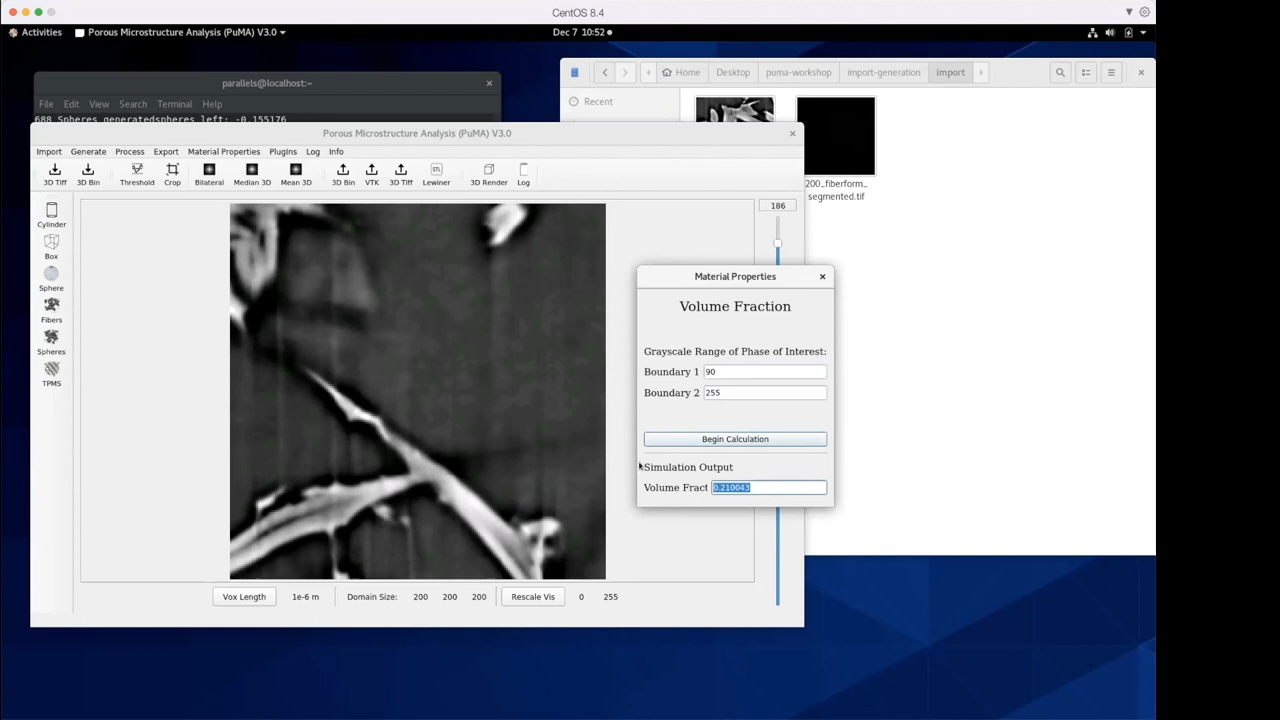 CentOS 8.4
Activities Porous Microstructure Analysis (PuMA) V3.0 Dec 7 10:52
parallels@localhost:~
File Edit View Search Terminal Help
688 Spheres generatedspheres left: -0.155176
Home Desktop puma-workshop import-generation import
Recent
200_fiberform_
segmented.tif
Porous Microstructure Analysis (PuMA) V3.0
Import Generate Process Export Material Properties PlugIns Log Info
3D Tiff 3D Bin Threshold Crop Bilateral Median 3D Mean 3D 3D Bin VTK 3D Tiff STL Lewiner 3D Render Log
Cylinder
Box
Sphere
Fibers
Spheres
TPMS
186
Vox Length 1e-6 m Domain Size: 200 200 200 Rescale Vis 0 255
Material Properties
Volume Fraction
Grayscale Range of Phase of Interest:
Boundary 1 90
Boundary 2 255
Begin Calculation
Simulation Output
Volume Fract 0.210043